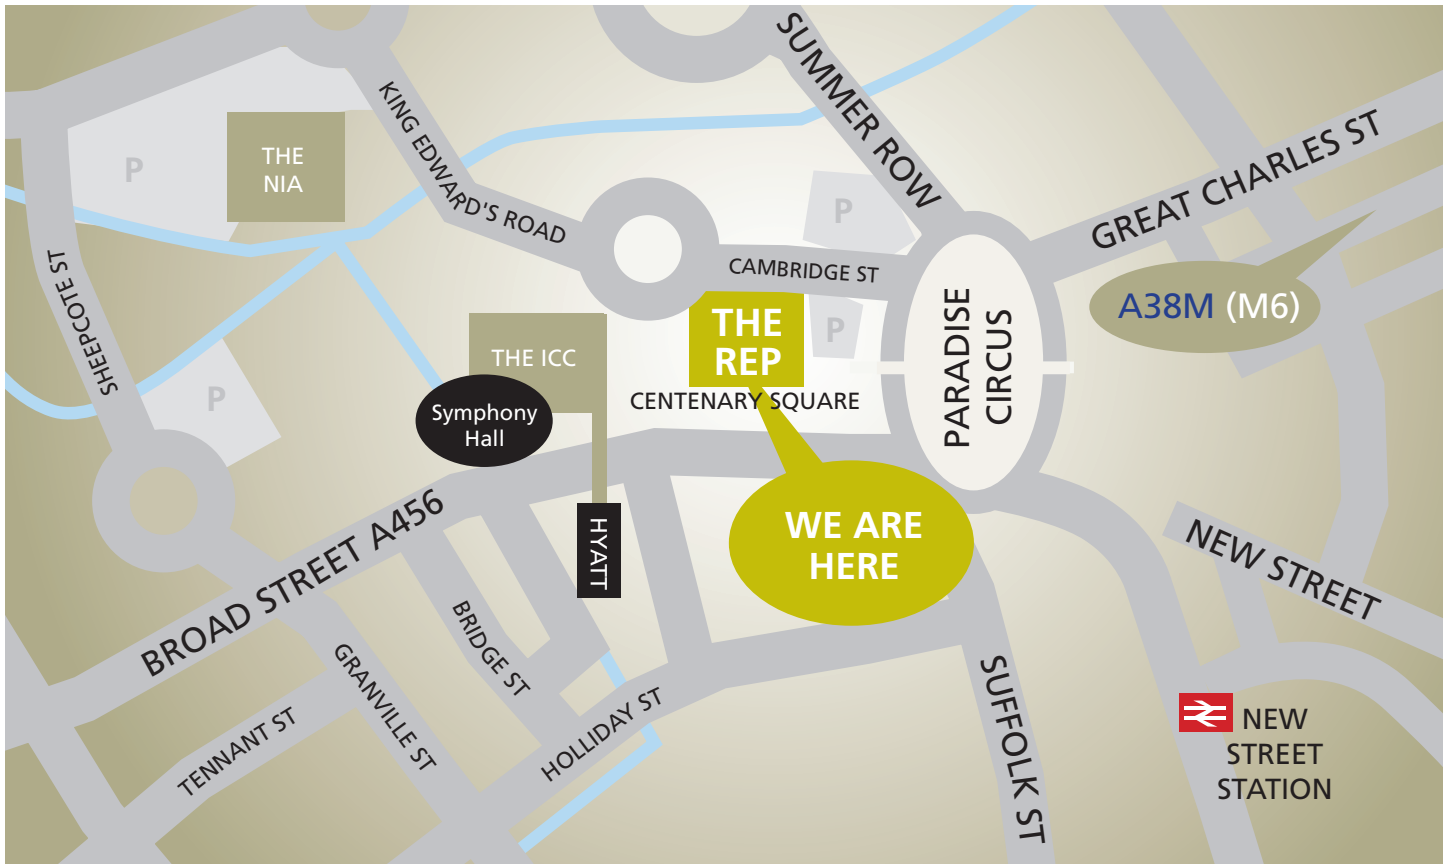 SUMMER ROW
KING EDWARD'S ROAD
GREAT CHARLES ST
THE
NIA
P
P
SHEEPCOTE ST
CAMBRIDGE ST
A38M (M6)
THE
REP
P
PARADISE
CIRCUS
THE ICC
P
CENTENARY SQUARE
Symphony
Hall
BROAD STREET A456
HYATT
WE ARE
HERE
NEW STREET
BRIDGE ST
GRANVILLE ST
TENNANT ST
HOLLIDAY ST
SUFFOLK ST
NEW
STREET
STATION